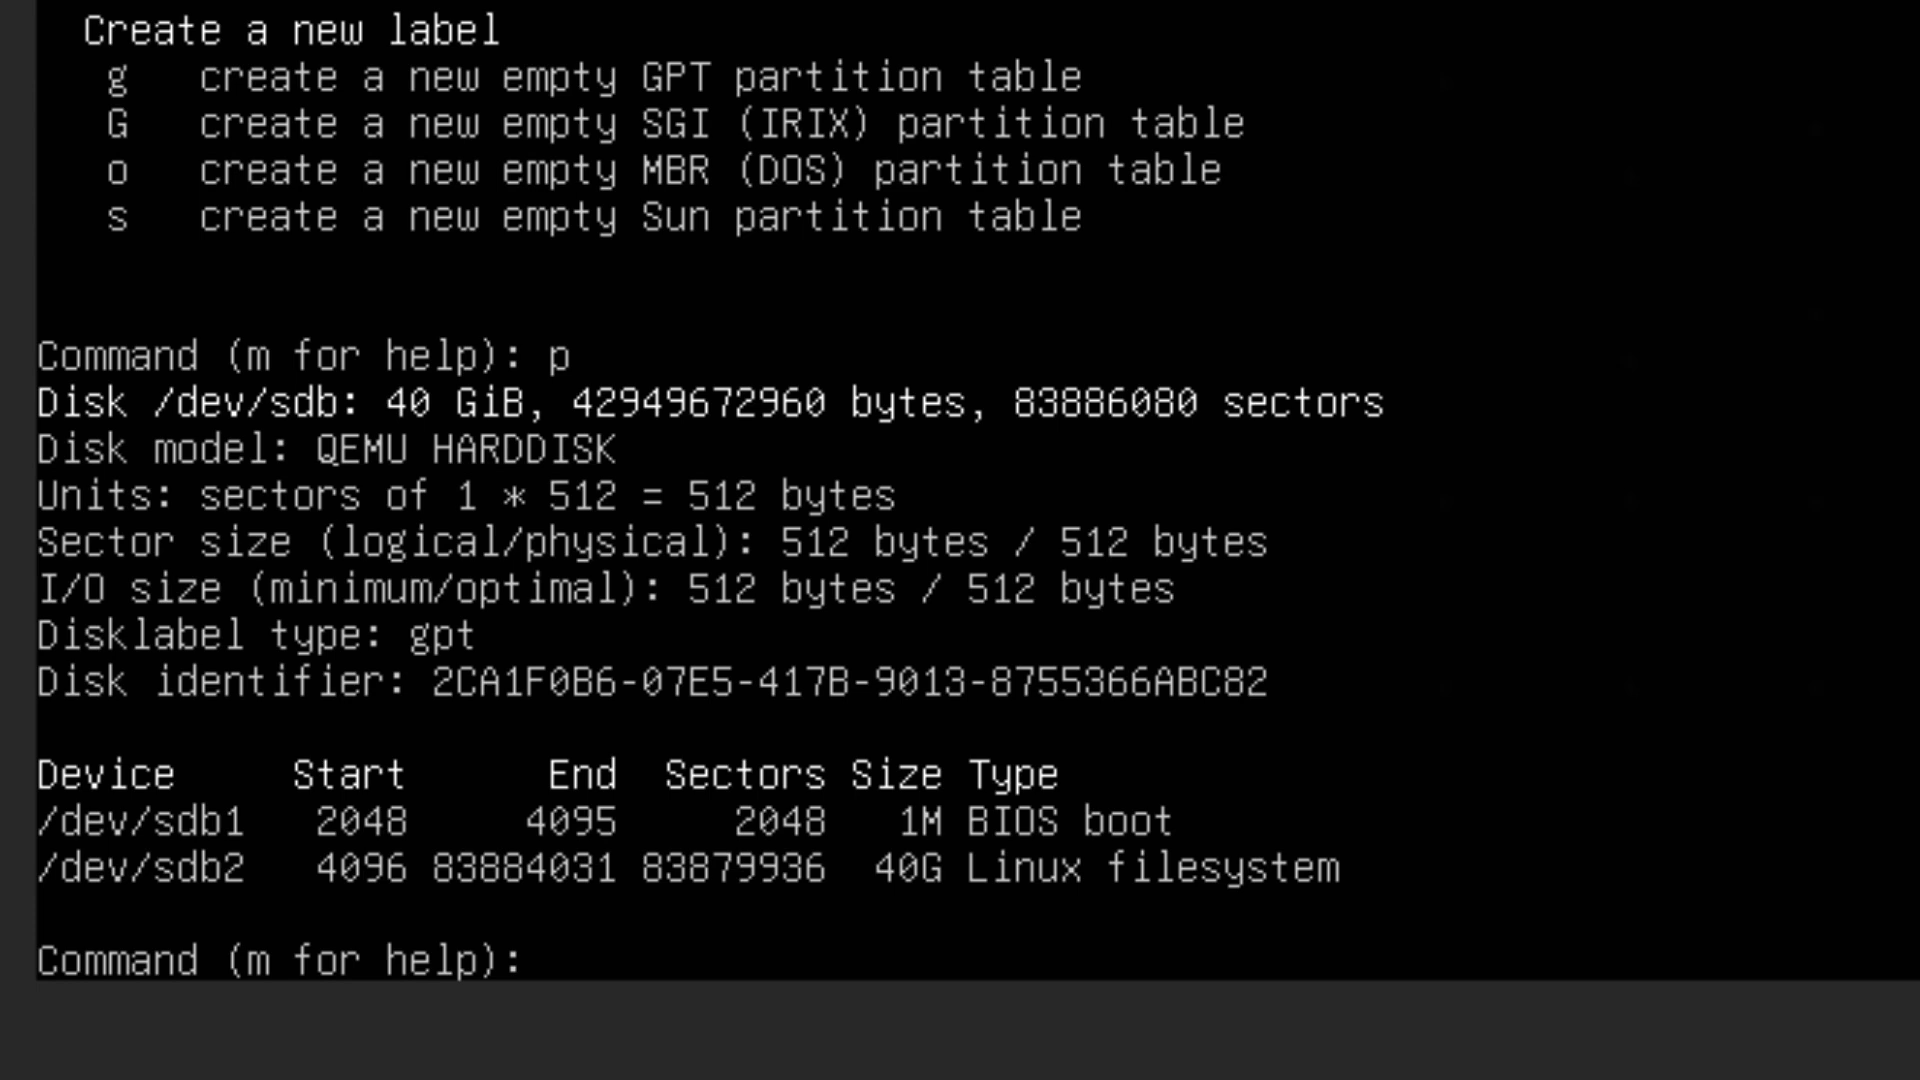 Create a new label
g   create a new empty GPT partition table
G   create a new empty SGI (IRIX) partition table
o   create a new empty MBR (DOS) partition table
s   create a new empty Sun partition table
Command (m for help): p
Disk /dev/sdb: 40 GiB, 42949672960 bytes, 83886080 sectors
Disk model: QEMU HARDDISK
Units: sectors of 1 * 512 = 512 bytes
Sector size (logical/physical): 512 bytes / 512 bytes
I/O size (minimum/optimal): 512 bytes / 512 bytes
Disklabel type: gpt
Disk identifier: 2CA1F0B6-07E5-417B-9013-8755366ABC82
Device     Start      End  Sectors Size Type
/dev/sdb1   2048     4095     2048   1M BIOS boot
/dev/sdb2   4096 83884031 83879936  40G Linux filesystem
Command (m for help):